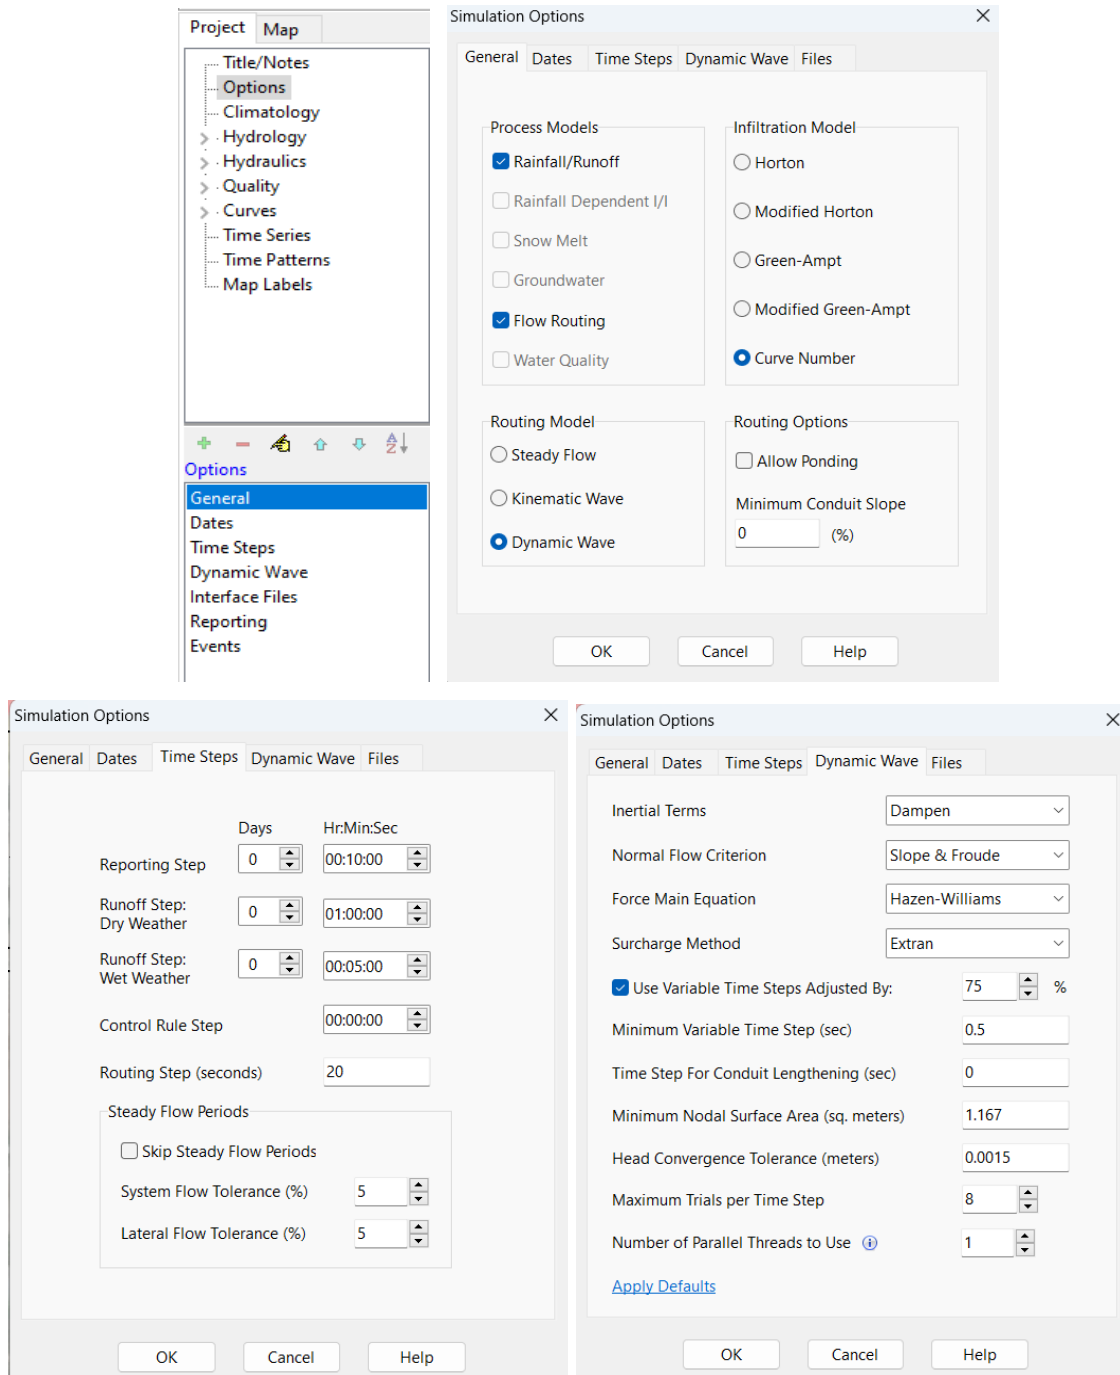 Project Map
Title/Notes
Options
Climatology
Hydrology
Hydraulics
Quality
Curves
Time Series
Time Patterns
Map Labels
Options
General
Dates
Time Steps
Dynamic Wave
Interface Files
Reporting
Events
Simulation Options
General Dates Time Steps Dynamic Wave Files
Process Models
Rainfall/Runoff
Rainfall Dependent I/I
Snow Melt
Groundwater
Flow Routing
Water Quality
Infiltration Model
Horton
Modified Horton
Green-Ampt
Modified Green-Ampt
Curve Number
Routing Model
Steady Flow
Kinematic Wave
Dynamic Wave
Routing Options
Allow Ponding
Minimum Conduit Slope
0 (%)
OK Cancel Help
Simulation Options
General Dates Time Steps Dynamic Wave Files
Days Hr:Min:Sec
Reporting Step 0 00:10:00
Runoff Step:
Dry Weather 0 01:00:00
Runoff Step:
Wet Weather 0 00:05:00
Control Rule Step 00:00:00
Routing Step (seconds) 20
Steady Flow Periods
Skip Steady Flow Periods
System Flow Tolerance (%) 5
Lateral Flow Tolerance (%) 5
OK Cancel Help
Simulation Options
General Dates Time Steps Dynamic Wave Files
Inertial Terms Dampen
Normal Flow Criterion Slope & Froude
Force Main Equation Hazen-Williams
Surcharge Method Extran
Use Variable Time Steps Adjusted By: 75 %
Minimum Variable Time Step (sec) 0.5
Time Step For Conduit Lengthening (sec) 0
Minimum Nodal Surface Area (sq. meters) 1.167
Head Convergence Tolerance (meters) 0.0015
Maximum Trials per Time Step 8
Number of Parallel Threads to Use 1
Apply Defaults
OK Cancel Help